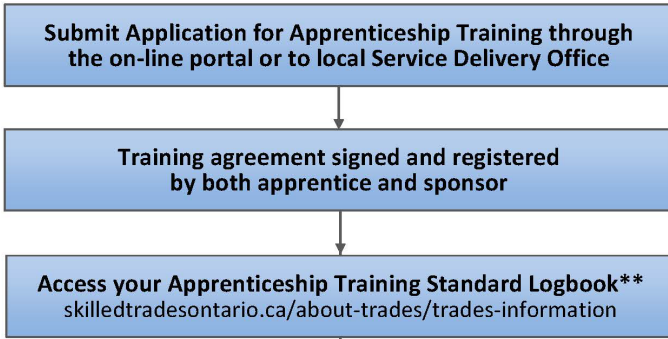 Submit Application for Apprenticeship Training through
the on-line portal or to local Service Delivery Office
Training agreement signed and registered
by both apprentice and sponsor
Access your Apprenticeship Training Standard Logbook**
skilledtradesontario.ca/about-trades/trades-information